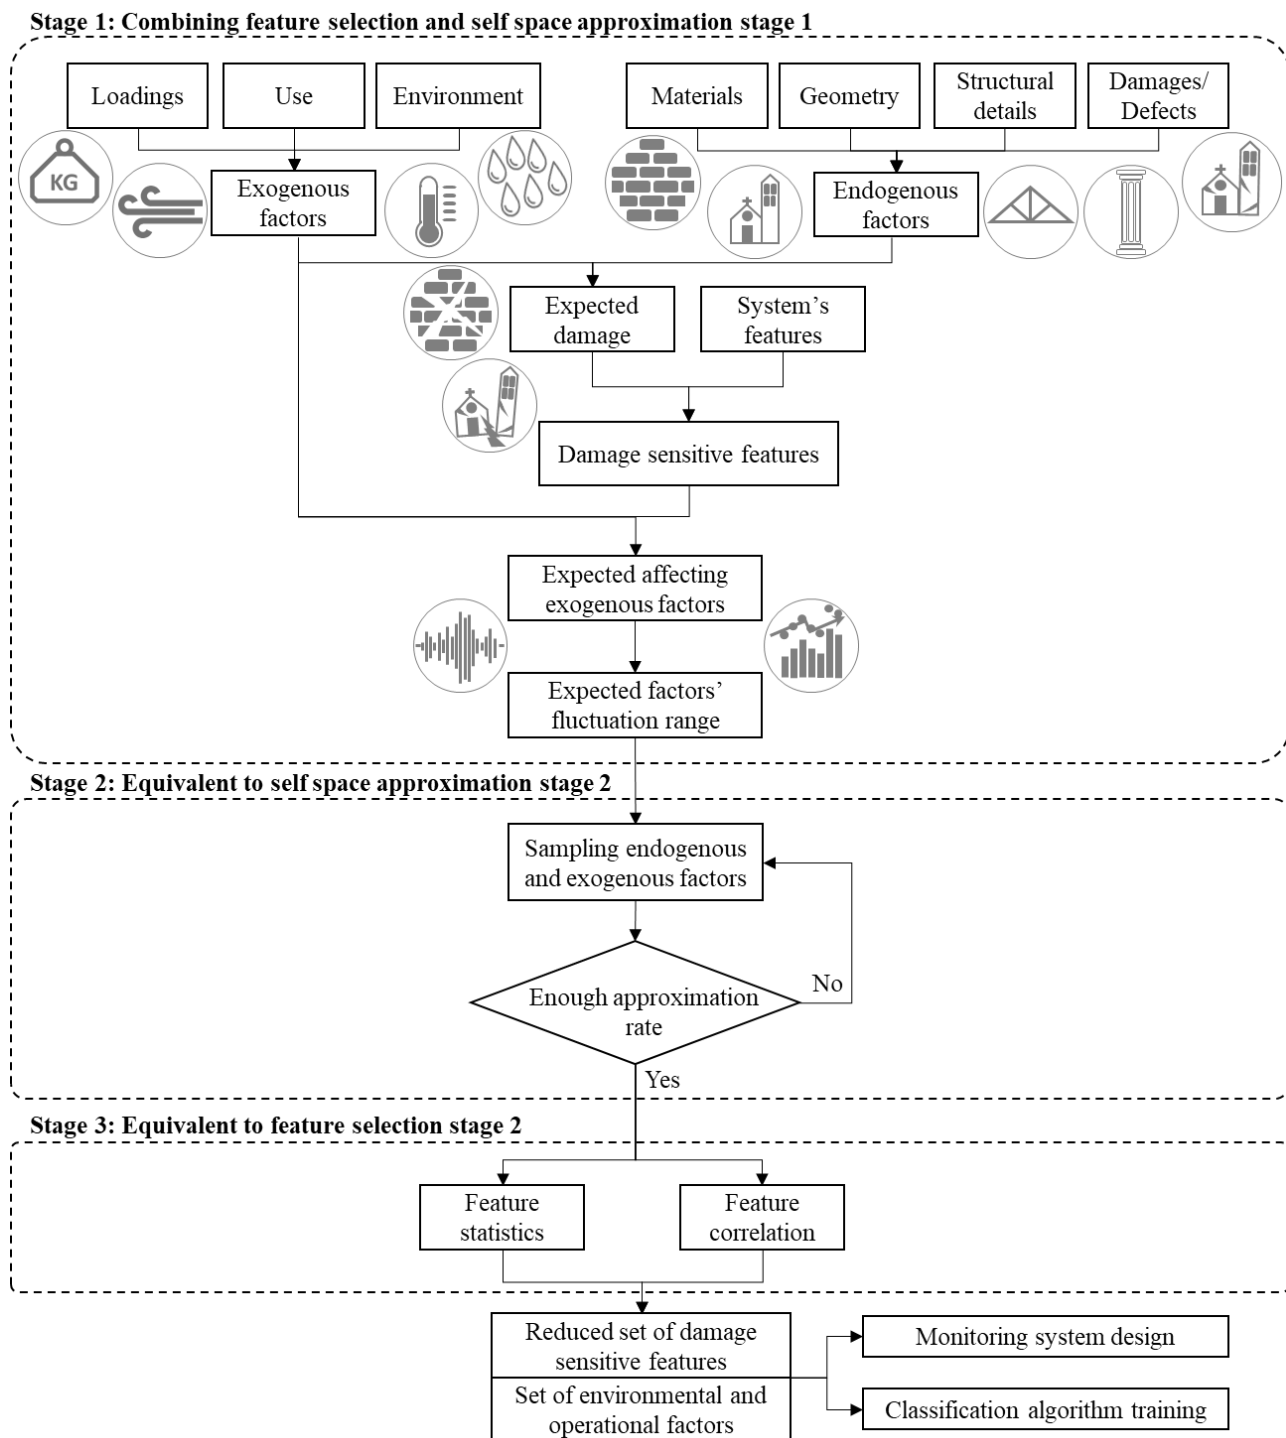 Stage 1: Combining feature selection and self space approximation stage 1
Loadings
Use
Environment
Materials
Geometry
Structural
details
Damages/
Defects
KG
Exogenous
factors
Endogenous
factors
Expected
damage
System’s
features
Damage sensitive features
Expected affecting
exogenous factors
Expected factors’
fluctuation range
Stage 2: Equivalent to self space approximation stage 2
Sampling endogenous
and exogenous factors
Enough approximation
rate
No
Yes
Stage 3: Equivalent to feature selection stage 2
Feature
statistics
Feature
correlation
Reduced set of damage
sensitive features
Set of environmental and
operational factors
Monitoring system design
Classification algorithm training